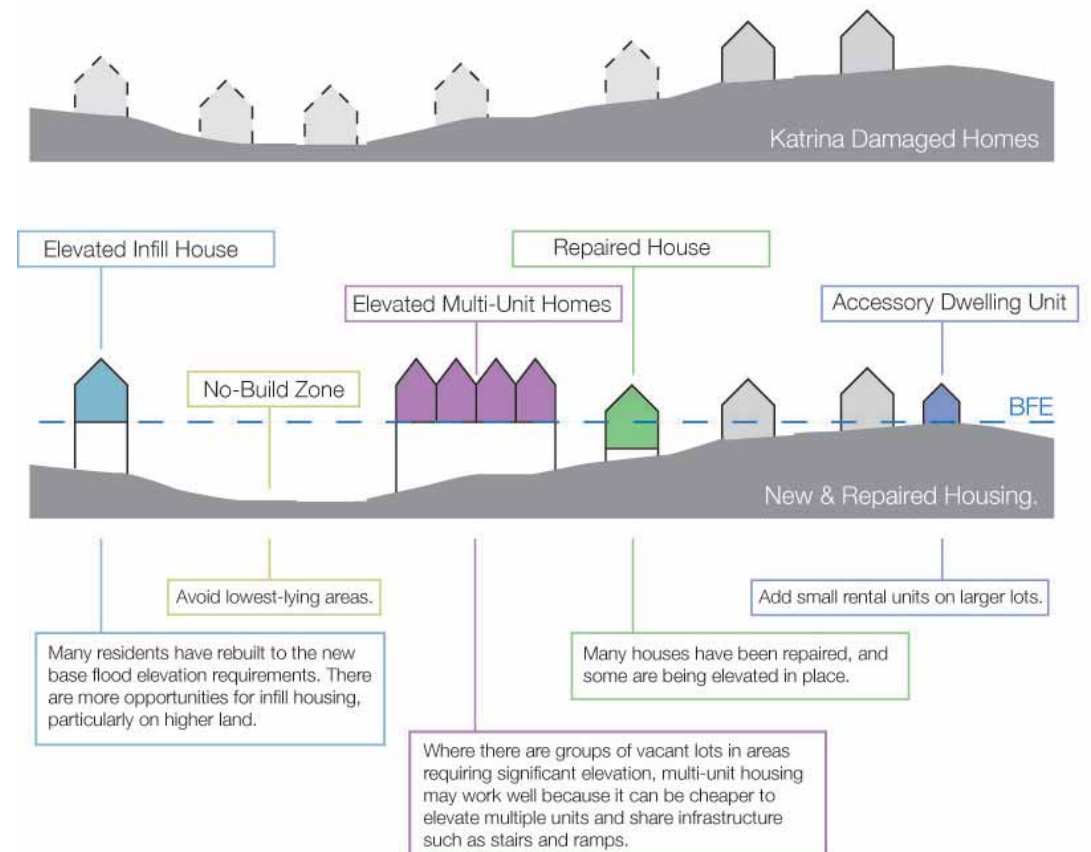 Katrina Damaged Homes
Elevated Infill House
Repaired House
Elevated Multi-Unit Homes
Accessory Dwelling Unit
No-Build Zone
BFE
New & Repaired Housing.
Avoid lowest-lying areas.
Add small rental units on larger lots.
Many residents have rebuilt to the new
base flood elevation requirements. There
are more opportunities for infill housing,
particularly on higher land.
Many houses have been repaired, and
some are being elevated in place.
Where there are groups of vacant lots in areas
requiring significant elevation, multi-unit housing
may work well because it can be cheaper to
elevate multiple units and share infrastructure
such as stairs and ramps.